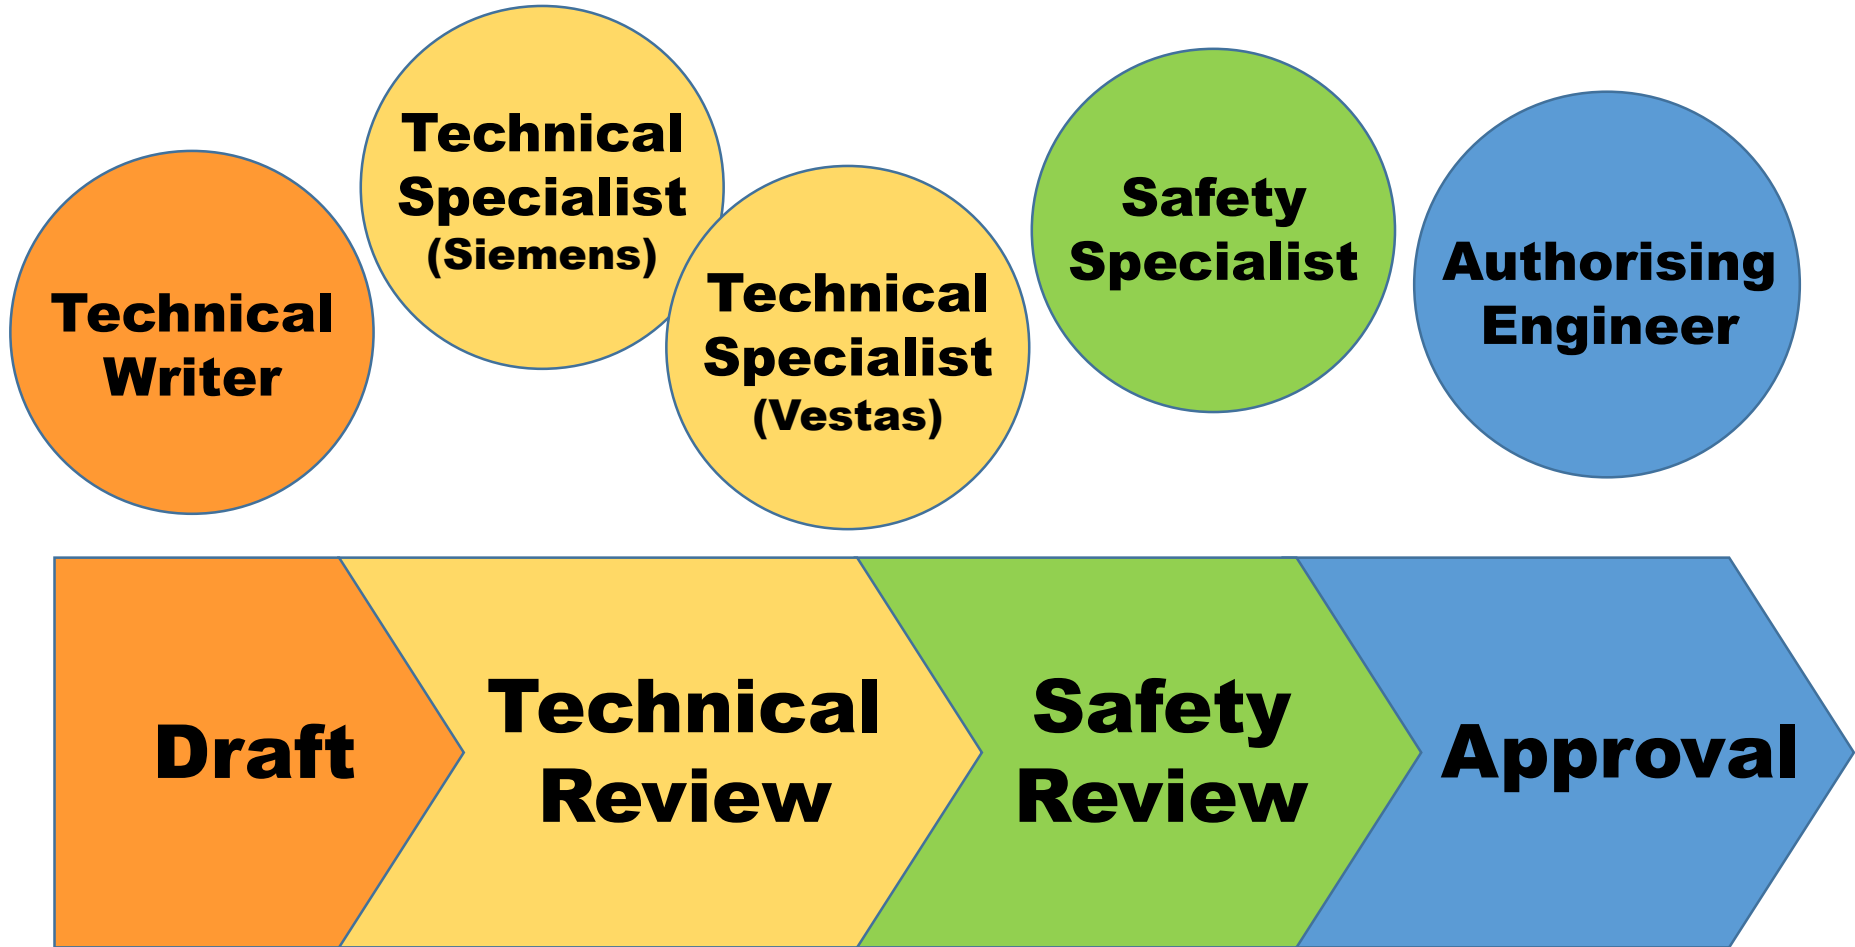 Technical
Writer
Technical
Specialist
(Siemens)
Technical
Specialist
(Vestas)
Safety
Specialist
Authorising
Engineer
Draft
Technical
Review
Safety
Review
Approval